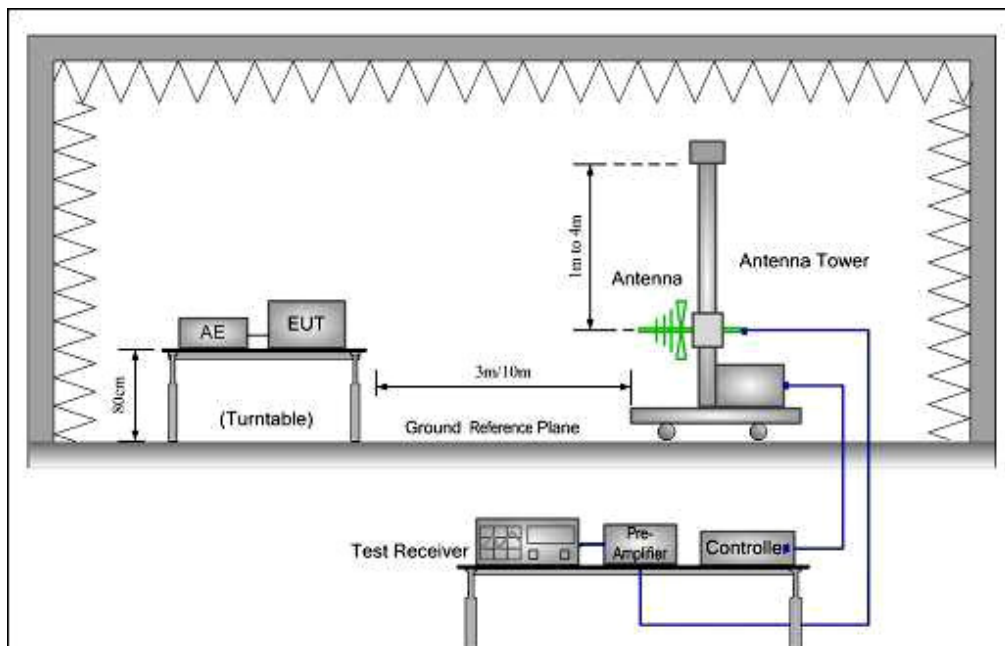 1m to 4m
Antenna
Antenna Tower
AE
EUT
80cm
(Turntable)
3m/10m
Ground Reference Plane
Test Receiver
Pre-
Amplifier
Controller